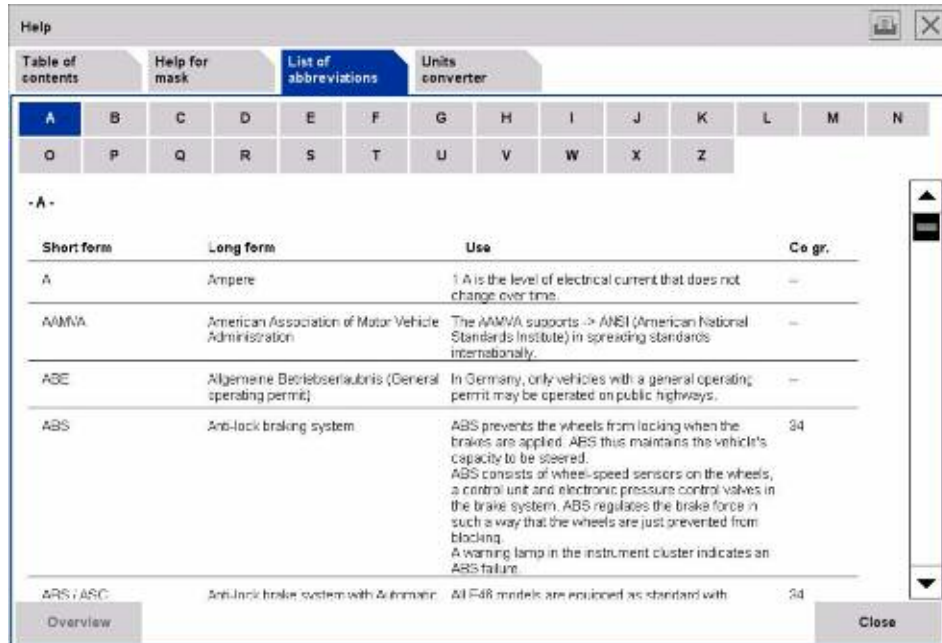 Help
Table of contents
Help for mask
List of abbreviations
Units converter
A B C D E F G H I J K L M N
O P Q R S T U V W X Z
- A -
Short form Long form Use Co gr.
A Ampere 1 A is the level of electrical current that does not --
change over time.
AAMVA American Association of Motor Vehicle The AAMVA supports -> ANSI (American National --
Administration Standards Institute) in spreading standards
internationally.
ABE Allgemeine Betriebserlaubnis (General In Germany, only vehicles with a general operating --
operating permit) permit may be operated on public highways.
ABS Anti-lock braking system ABS prevents the wheels from locking when the 34
brakes are applied. ABS thus maintains the vehicle's
capacity to be steered.
ABS consists of wheel-speed sensors on the wheels,
a control unit and electronic pressure control valves in
the brake system. ABS regulates the brake force in
such a way that the wheels are just prevented from
blocking.
A warning lamp in the instrument cluster indicates an
ABS failure.
ABS / ASC Anti-lock brake system with Automatic All E46 models are equipped as standard with 34
Overview Close